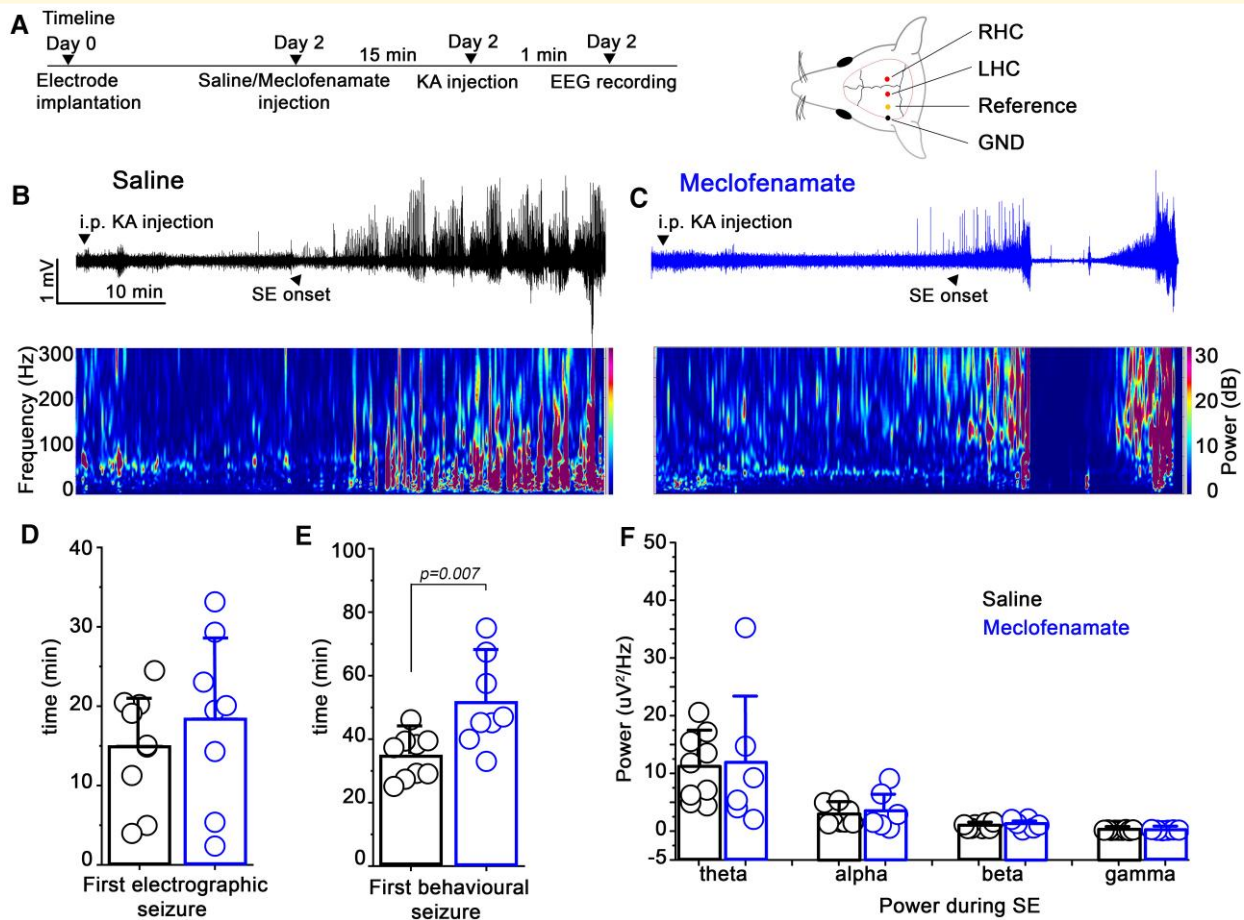 A
Timeline
Day 0
Day 2
15 min
Day 2
1 min
Day 2
Electrode
implantation
Saline/Meclofenamate
injection
KA injection
EEG recording
RHC
LHC
Reference
GND
B
Saline
i.p. KA injection
1 mV
10 min
SE onset
Frequency (Hz)
300
200
100
0
C
Meclofenamate
i.p. KA injection
SE onset
30
20
10
0
Power (dB)
D
time (min)
40
30
20
10
0
First electrographic
seizure
E
time (min)
100
80
60
40
20
0
p=0.007
First behavioural
seizure
F
Power (uV²/Hz)
50
40
30
20
10
0
-5
Saline
Meclofenamate
theta
alpha
beta
gamma
Power during SE